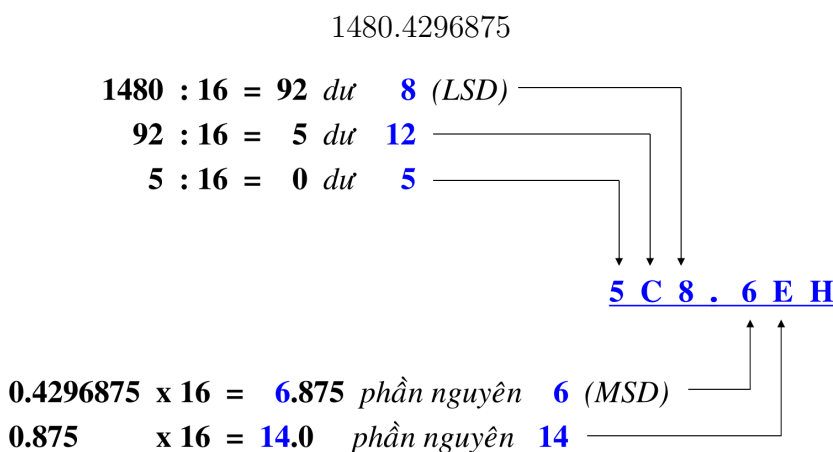 1480.4296875
1480 : 16 = 92 dư 8 (LSD)
92 : 16 = 5 dư 12
5 : 16 = 0 dư 5
5 C 8 . 6 E H
0.4296875 x 16 = 6.875 phần nguyên 6 (MSD)
0.875 x 16 = 14.0 phần nguyên 14